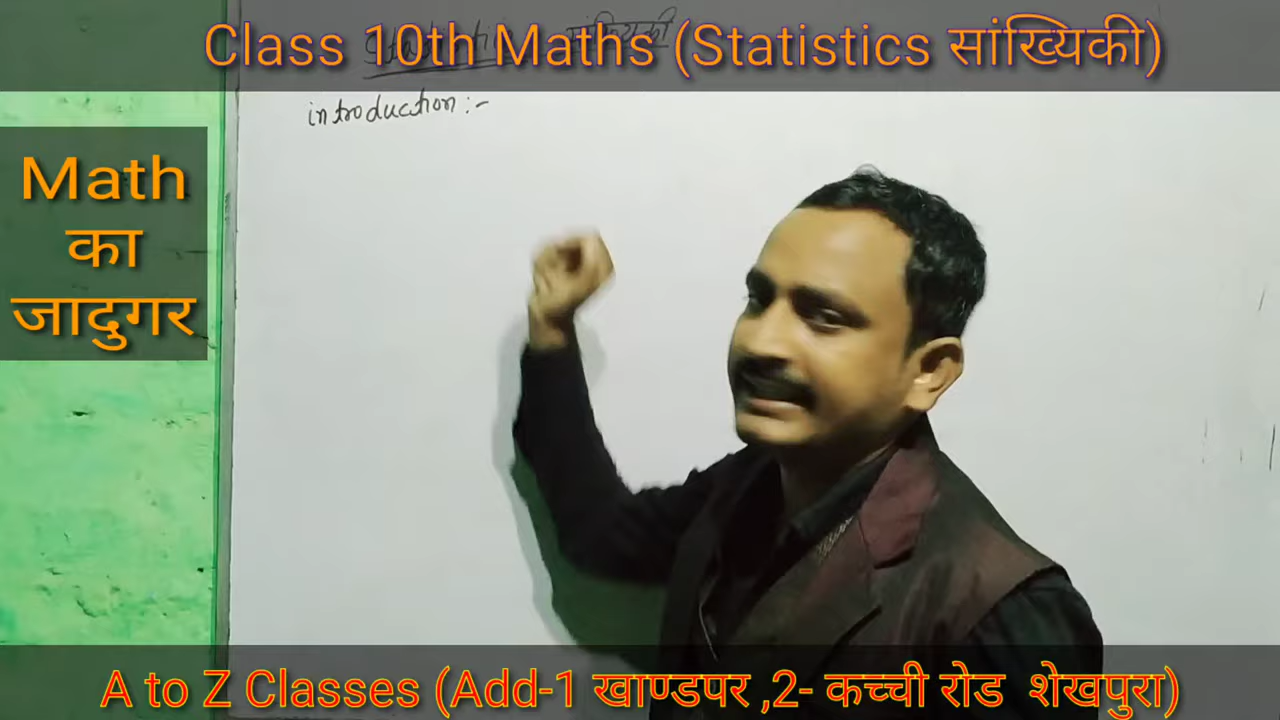 Class 10th Maths (Statistics सांख्यिकी)
introduction:-
Math
का
जादुगर
A to Z Classes (Add-1 खाण्डपर ,2- कच्ची रोड शेखपुरा)